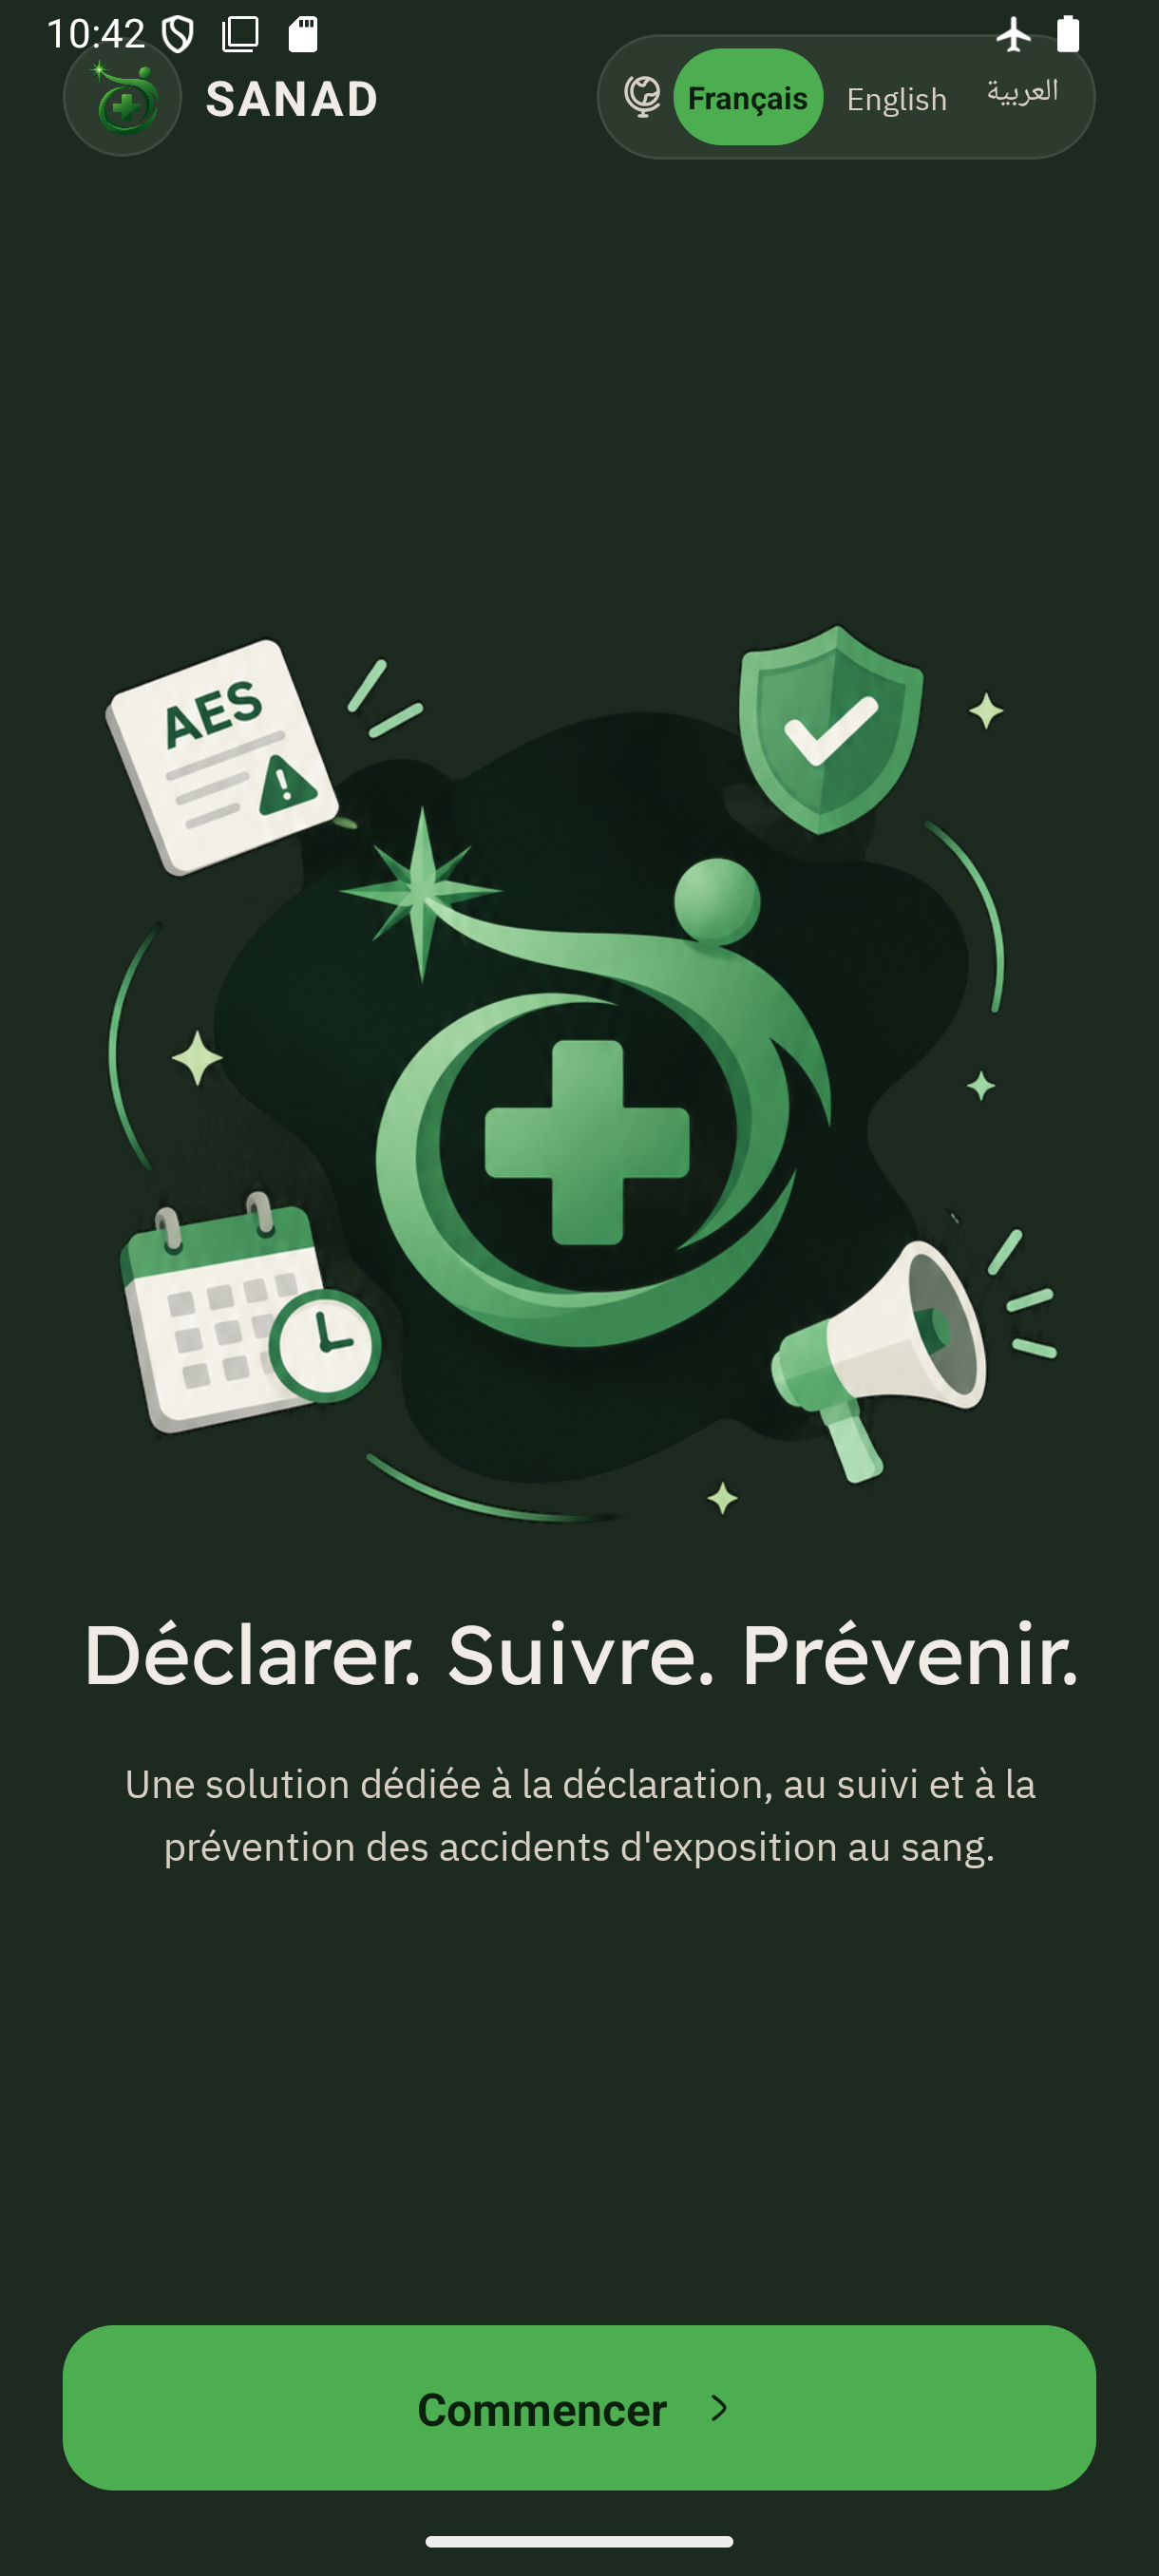 10:42
SANAD
Français English العربية
AES
Déclarer. Suivre. Prévenir.
Une solution dédiée à la déclaration, au suivi et à la
prévention des accidents d'exposition au sang.
Commencer